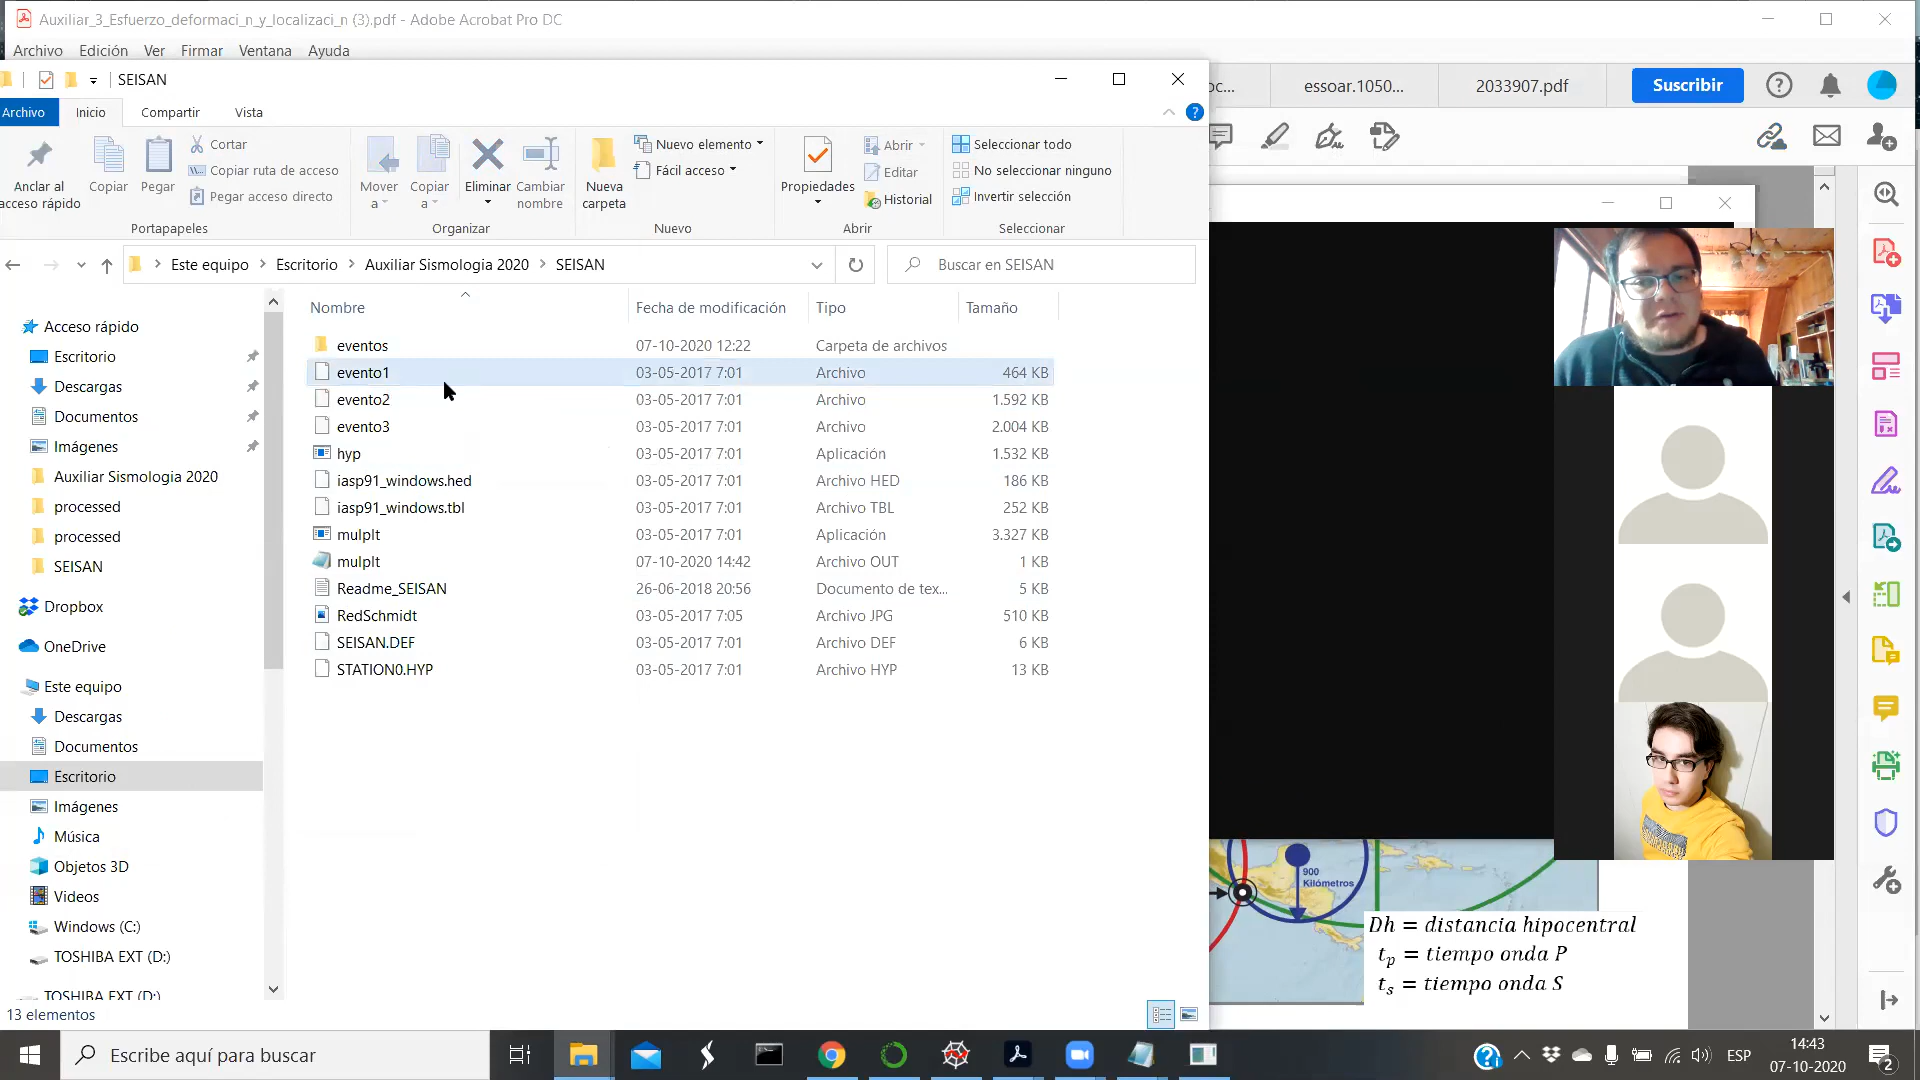 Auxiliar_3_Esfuerzo_deformaci_n_y_localizaci_n (3).pdf - Adobe Acrobat Pro DC
Archivo Edición Ver Firmar Ventana Ayuda
SEISAN
essoar.1050...
2033907.pdf
Suscribir
Archivo Inicio Compartir Vista
Anclar al acceso rápido
Copiar
Pegar
Cortar
Copiar ruta de acceso
Pegar acceso directo
Portapapeles
Mover a
Copiar a
Eliminar
Cambiar nombre
Organizar
Nueva carpeta
Nuevo elemento
Fácil acceso
Nuevo
Propiedades
Abrir
Editar
Historial
Abrir
Seleccionar todo
No seleccionar ninguno
Invertir selección
Seleccionar
Este equipo > Escritorio > Auxiliar Sismologia 2020 > SEISAN
Buscar en SEISAN
Nombre Fecha de modificación Tipo Tamaño
eventos 07-10-2020 12:22 Carpeta de archivos
evento1 03-05-2017 7:01 Archivo 464 KB
evento2 03-05-2017 7:01 Archivo 1.592 KB
evento3 03-05-2017 7:01 Archivo 2.004 KB
hyp 03-05-2017 7:01 Aplicación 1.532 KB
iasp91_windows.hed 03-05-2017 7:01 Archivo HED 186 KB
iasp91_windows.tbl 03-05-2017 7:01 Archivo TBL 252 KB
mulplt 03-05-2017 7:01 Aplicación 3.327 KB
mulplt 07-10-2020 14:42 Archivo OUT 1 KB
Readme_SEISAN 26-06-2018 20:56 Documento de tex... 5 KB
RedSchmidt 03-05-2017 7:05 Archivo JPG 510 KB
SEISAN.DEF 03-05-2017 7:01 Archivo DEF 6 KB
STATION0.HYP 03-05-2017 7:01 Archivo HYP 13 KB
Acceso rápido
Escritorio
Descargas
Documentos
Imágenes
Auxiliar Sismologia 2020
processed
processed
SEISAN
Dropbox
OneDrive
Este equipo
Descargas
Documentos
Escritorio
Imágenes
Música
Objetos 3D
Videos
Windows (C:)
TOSHIBA EXT (D:)
TOSHIBA EXT (D:)
13 elementos
900
Kilómetros
Dh = distancia hipocentral
tp = tiempo onda P
ts = tiempo onda S
Escribe aquí para buscar
ESP
14:43
07-10-2020
2